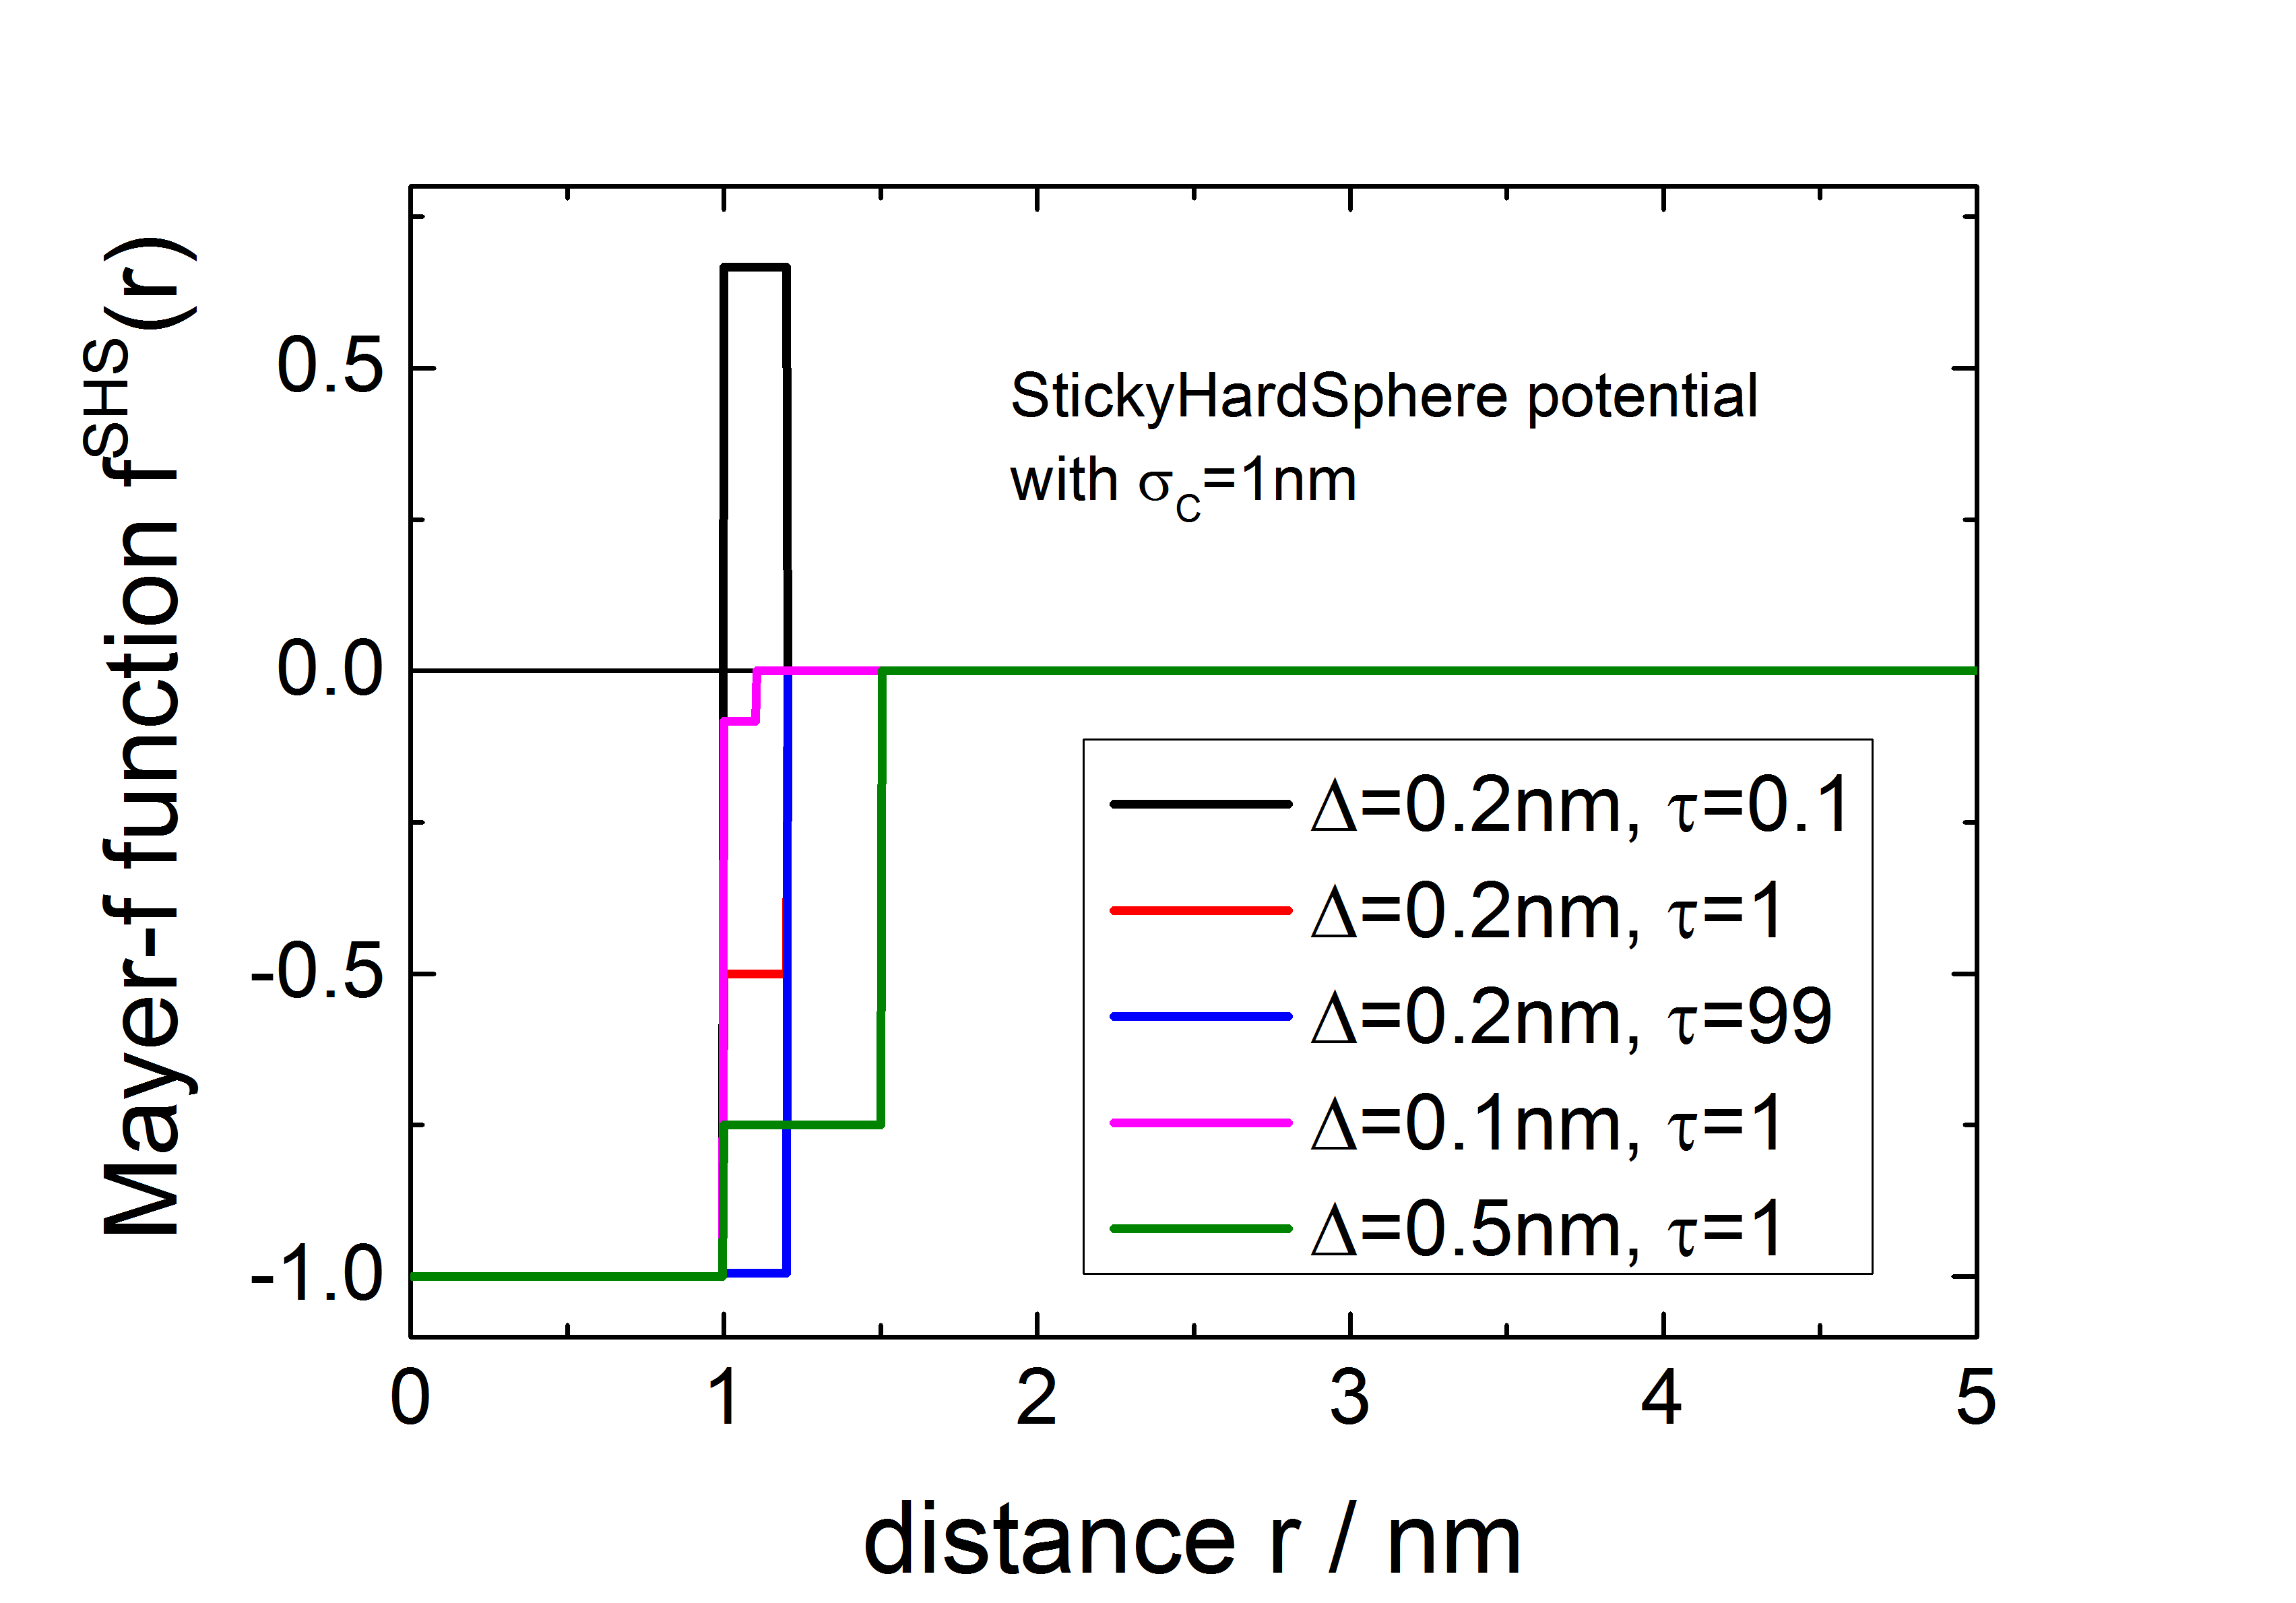 Mayer-f function f^SHS(r)
0.5
0.0
-0.5
-1.0
StickyHardSphere potential
with σ_C=1nm
Δ=0.2nm, τ=0.1
Δ=0.2nm, τ=1
Δ=0.2nm, τ=99
Δ=0.1nm, τ=1
Δ=0.5nm, τ=1
0 1 2 3 4 5
distance r / nm